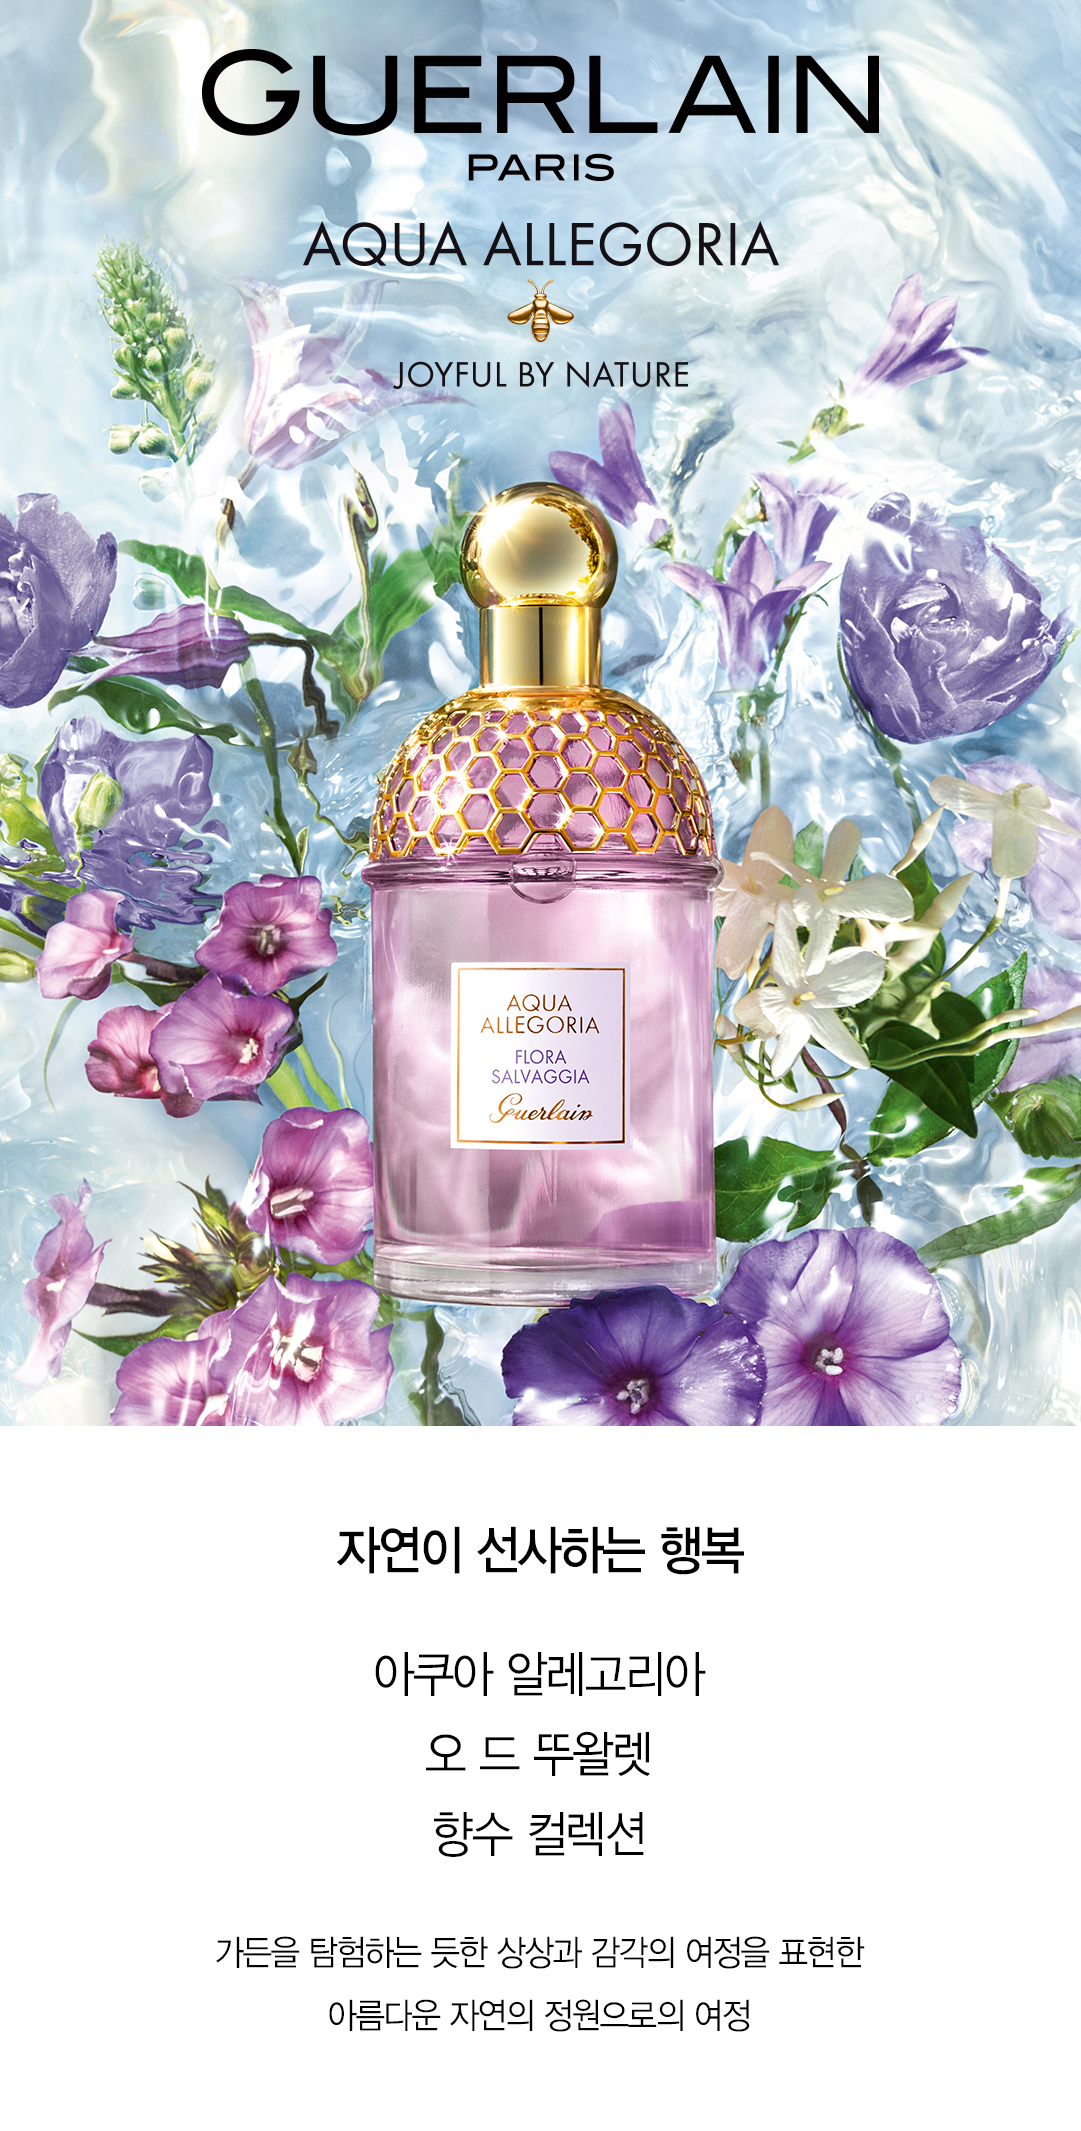 GUERLAIN
PARIS
AQUA ALLEGORIA
JOYFUL BY NATURE
AQUA
ALLEGORIA
FLORA
SALVAGGIA
Guerlain
자연이 선사하는 행복
아쿠아 알레고리아
오 드 뚜왈렛
향수 컬렉션
가든을 탐험하는 듯한 상상과 감각의 여정을 표현한
아름다운 자연의 정원으로의 여정